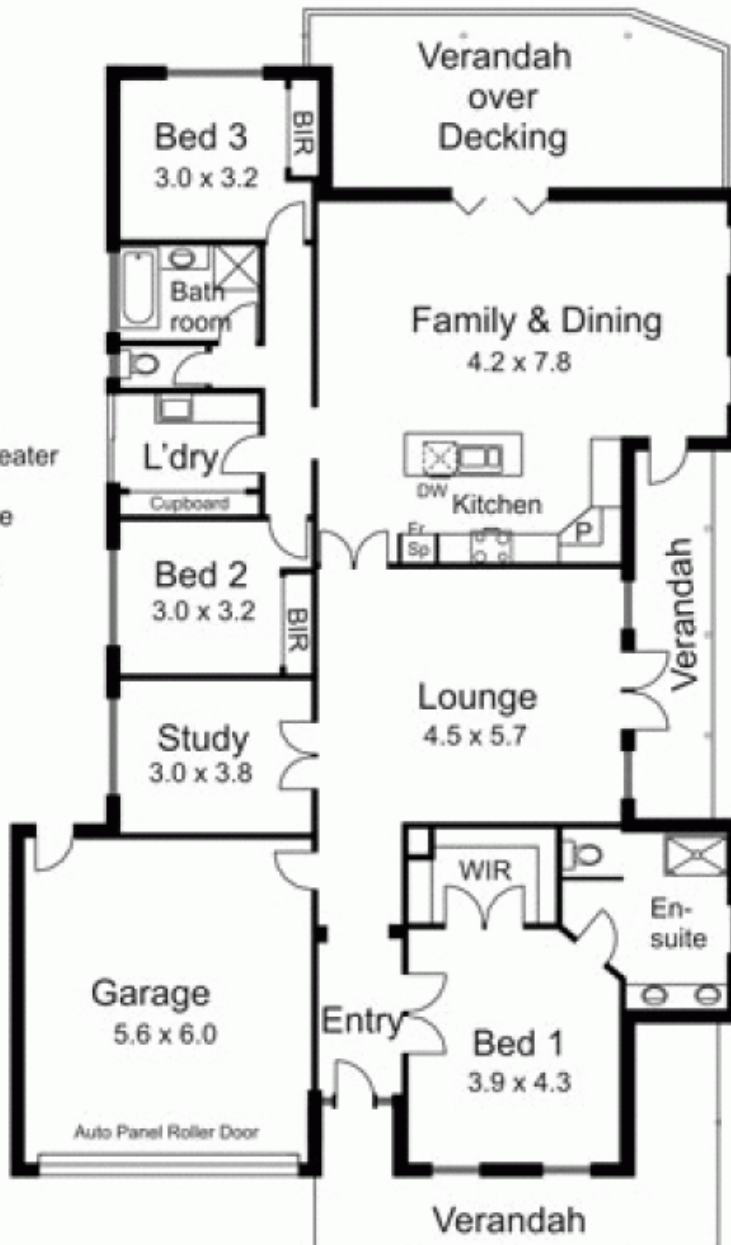 Verandah
over
Decking
Bed 3
3.0 x 3.2
BIR
Bath
room
Family & Dining
4.2 x 7.8
eater
e
L'dry
Cupboard
DW
Kitchen
Fr
Sp
P
Bed 2
3.0 x 3.2
BIR
Verandah
Lounge
4.5 x 5.7
Study
3.0 x 3.8
WIR
En-
suite
Garage
5.6 x 6.0
Entry
Bed 1
3.9 x 4.3
Auto Panel Roller Door
Verandah